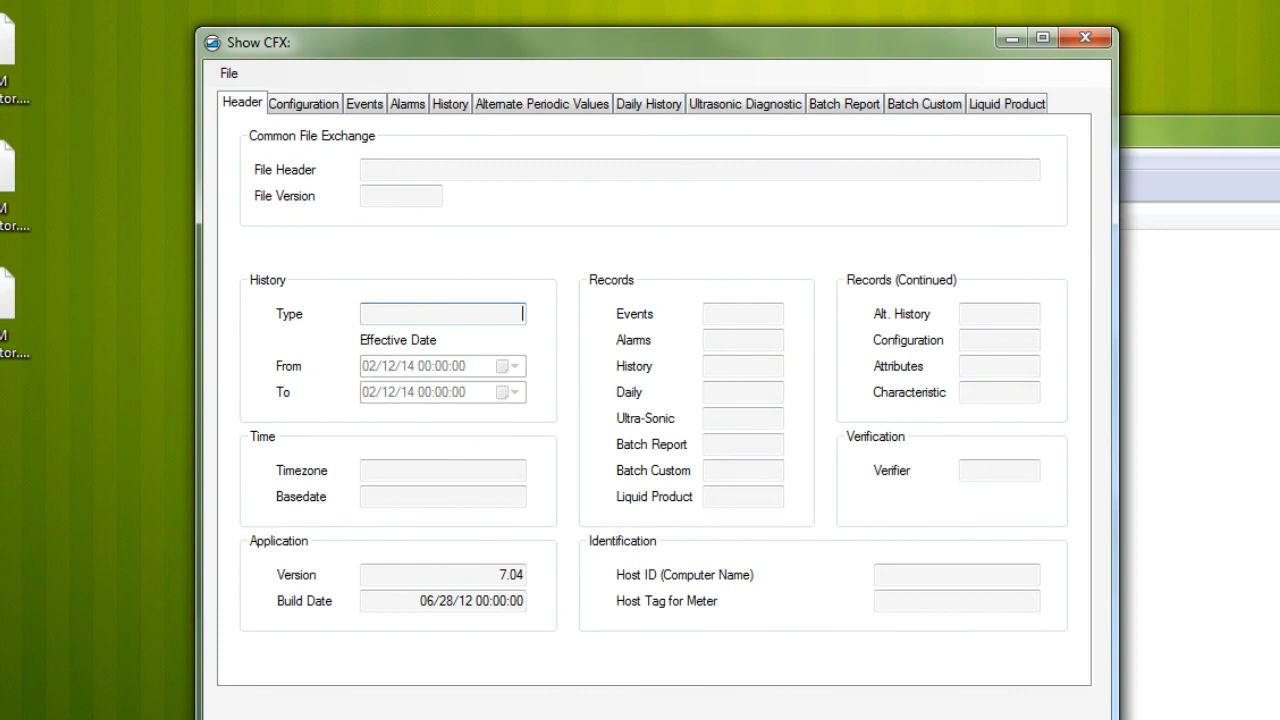 Show CFX:
File
Header Configuration Events Alarms History Alternate Periodic Values Daily History Ultrasonic Diagnostic Batch Report Batch Custom Liquid Product
Common File Exchange
File Header
File Version
History
Type
Effective Date
From 02/12/14 00:00:00
To 02/12/14 00:00:00
Records
Events
Alarms
History
Daily
Ultra-Sonic
Batch Report
Batch Custom
Liquid Product
Records (Continued)
Alt. History
Configuration
Attributes
Characteristic
Time
Timezone
Basedate
Verification
Verifier
Application
Version 7.04
Build Date 06/28/12 00:00:00
Identification
Host ID (Computer Name)
Host Tag for Meter
M
tor....
M
tor....
M
tor....